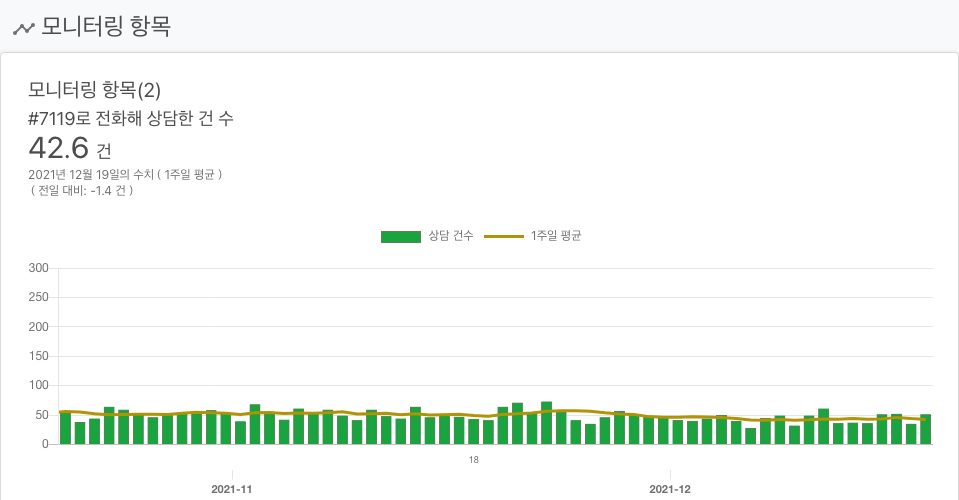 모니터링 항목
모니터링 항목(2)
#7119로 전화해 상담한 건 수
42.6 건
2021년 12월 19일의 수치 ( 1주일 평균 )
( 전일 대비: -1.4 건 )
상담 건수 1주일 평균
300
250
200
150
100
50
0
18
2021-11 2021-12